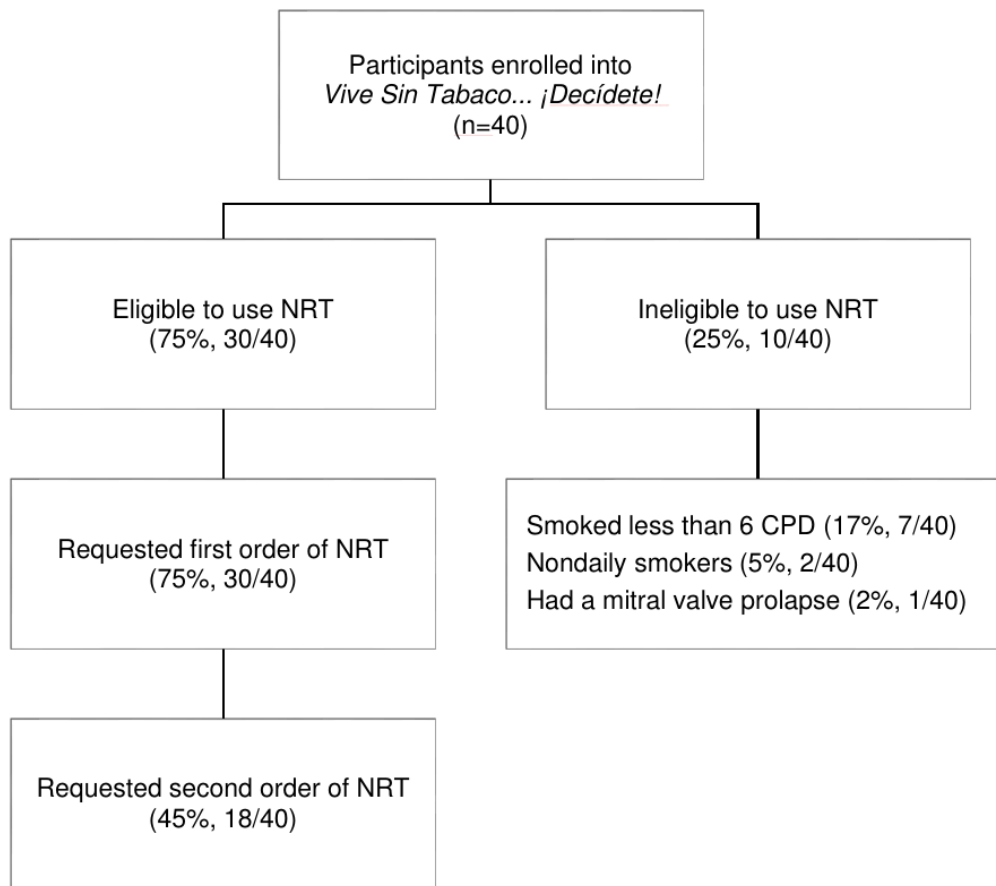 Participants enrolled into
Vive Sin Tabaco... ¡Decídete!
(n=40)
Eligible to use NRT
(75%, 30/40)
Ineligible to use NRT
(25%, 10/40)
Requested first order of NRT
(75%, 30/40)
Smoked less than 6 CPD (17%, 7/40)
Nondaily smokers (5%, 2/40)
Had a mitral valve prolapse (2%, 1/40)
Requested second order of NRT
(45%, 18/40)